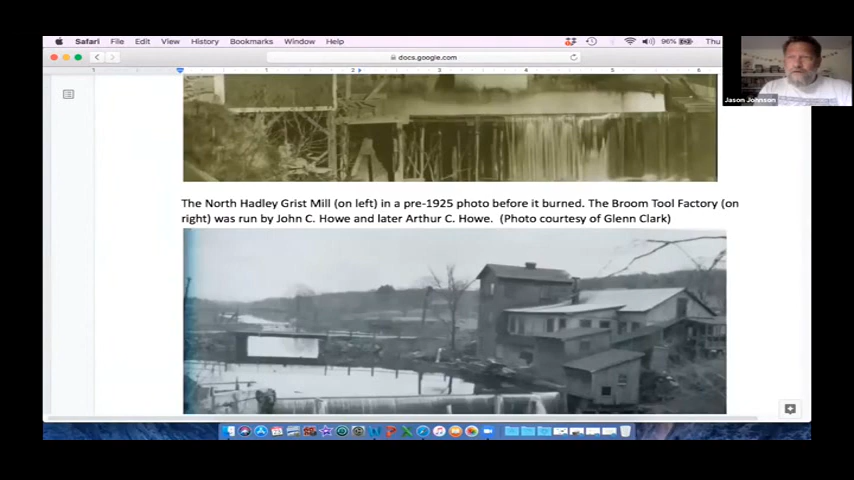 Safari File Edit View History Bookmarks Window Help 96% Thu
docs.google.com
Jason Johnson
The North Hadley Grist Mill (on left) in a pre-1925 photo before it burned. The Broom Tool Factory (on
right) was run by John C. Howe and later Arthur C. Howe. (Photo courtesy of Glenn Clark)